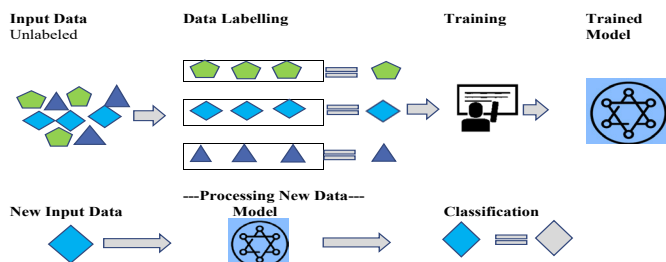 Input Data
Unlabeled
Data Labelling
Training
Trained
Model
---Processing New Data---
New Input Data
Model
Classification